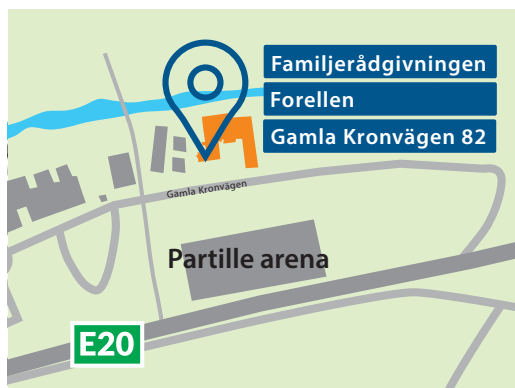 Familjerådgivningen
Forellen
Gamla Kronvägen 82
Gamla Kronvägen
Partille arena
E20